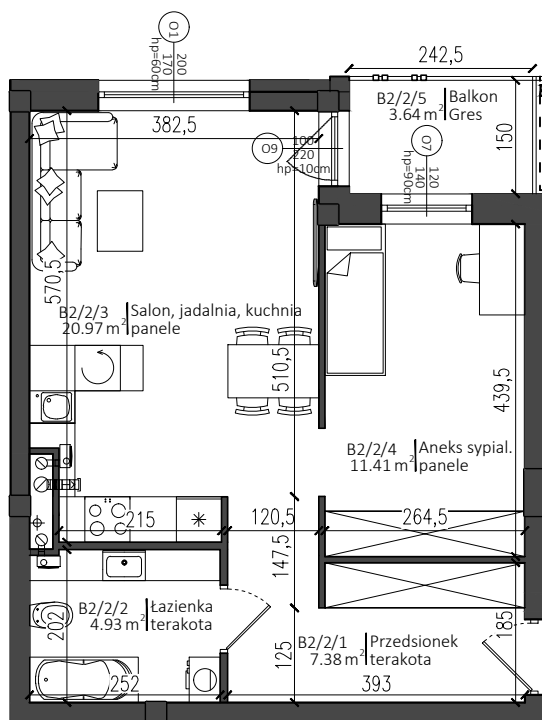 O1
200
170
hp=60cm
242,5
B2/2/5 Balkon
3.64 m² Gres
150
382,5
O9
100
220
hp=10cm
O7
120
140
hp=90cm
570,5
B2/2/3 Salon, jadalnia, kuchnia
20.97 m² panele
510,5
439,5
B2/2/4 Aneks sypial.
11.41 m² panele
215
120,5
264,5
147,5
202
B2/2/2 Łazienka
4.93 m² terakota
125
B2/2/1 Przedsionek
7.38 m² terakota
185
252
393